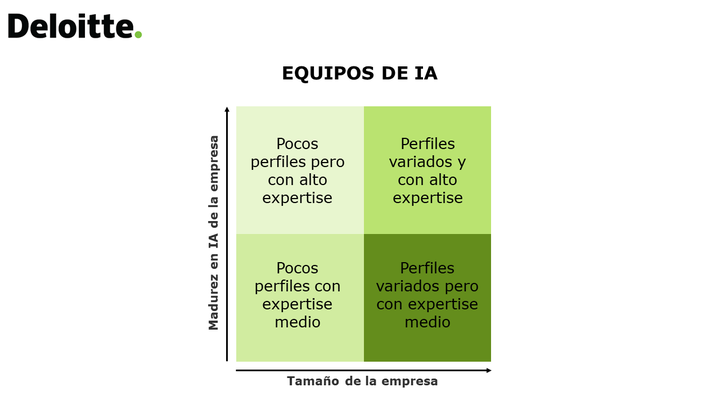 Deloitte.
EQUIPOS DE IA
Madurez en IA de la empresa
Pocos
perfiles pero
con alto
expertise
Perfiles
variados y
con alto
expertise
Pocos
perfiles con
expertise
medio
Perfiles
variados pero
con expertise
medio
Tamaño de la empresa